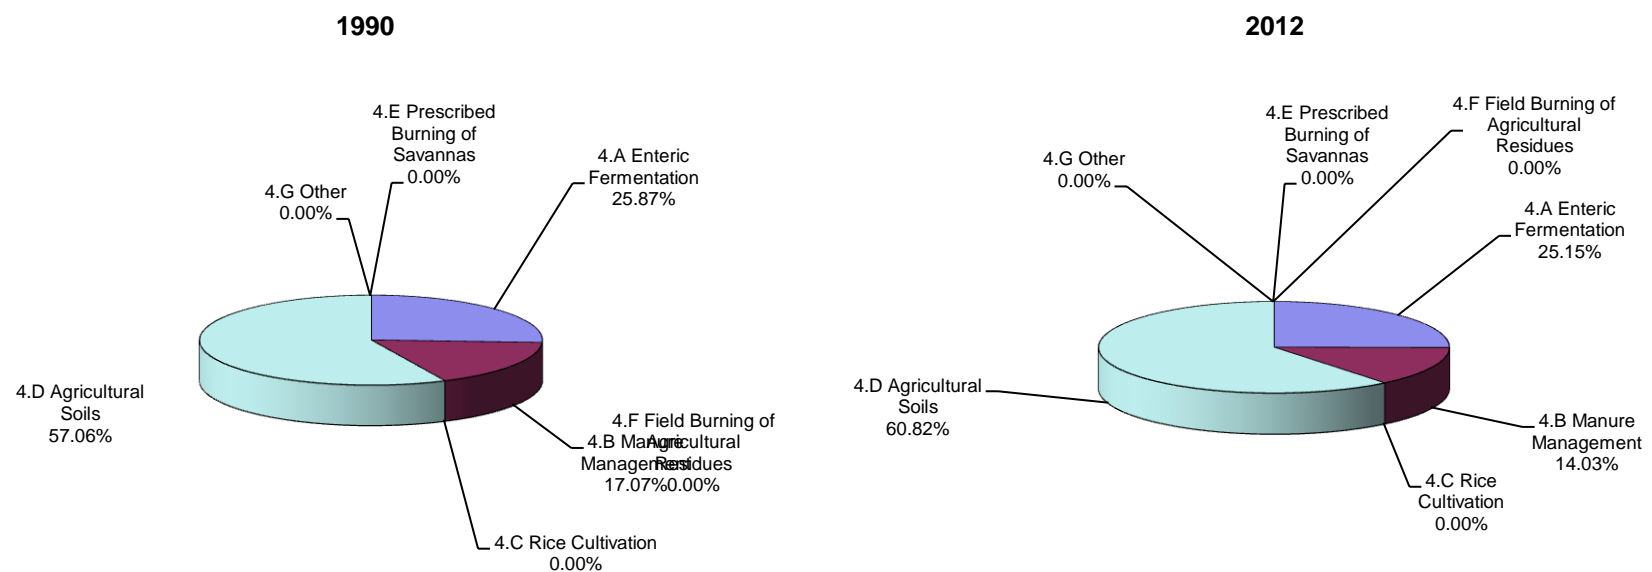 1990
4.E Prescribed
Burning of
Savannas
0.00%
4.A Enteric
Fermentation
25.87%
4.G Other
0.00%
4.D Agricultural
Soils
57.06%
4.F Field Burning of
Agricultural
Residues
0.00%
4.B Manure
Management
17.07%
4.C Rice Cultivation
0.00%
2012
4.F Field Burning of
Agricultural
Residues
0.00%
4.E Prescribed
Burning of
Savannas
0.00%
4.G Other
0.00%
4.A Enteric
Fermentation
25.15%
4.D Agricultural
Soils
60.82%
4.B Manure
Management
14.03%
4.C Rice
Cultivation
0.00%